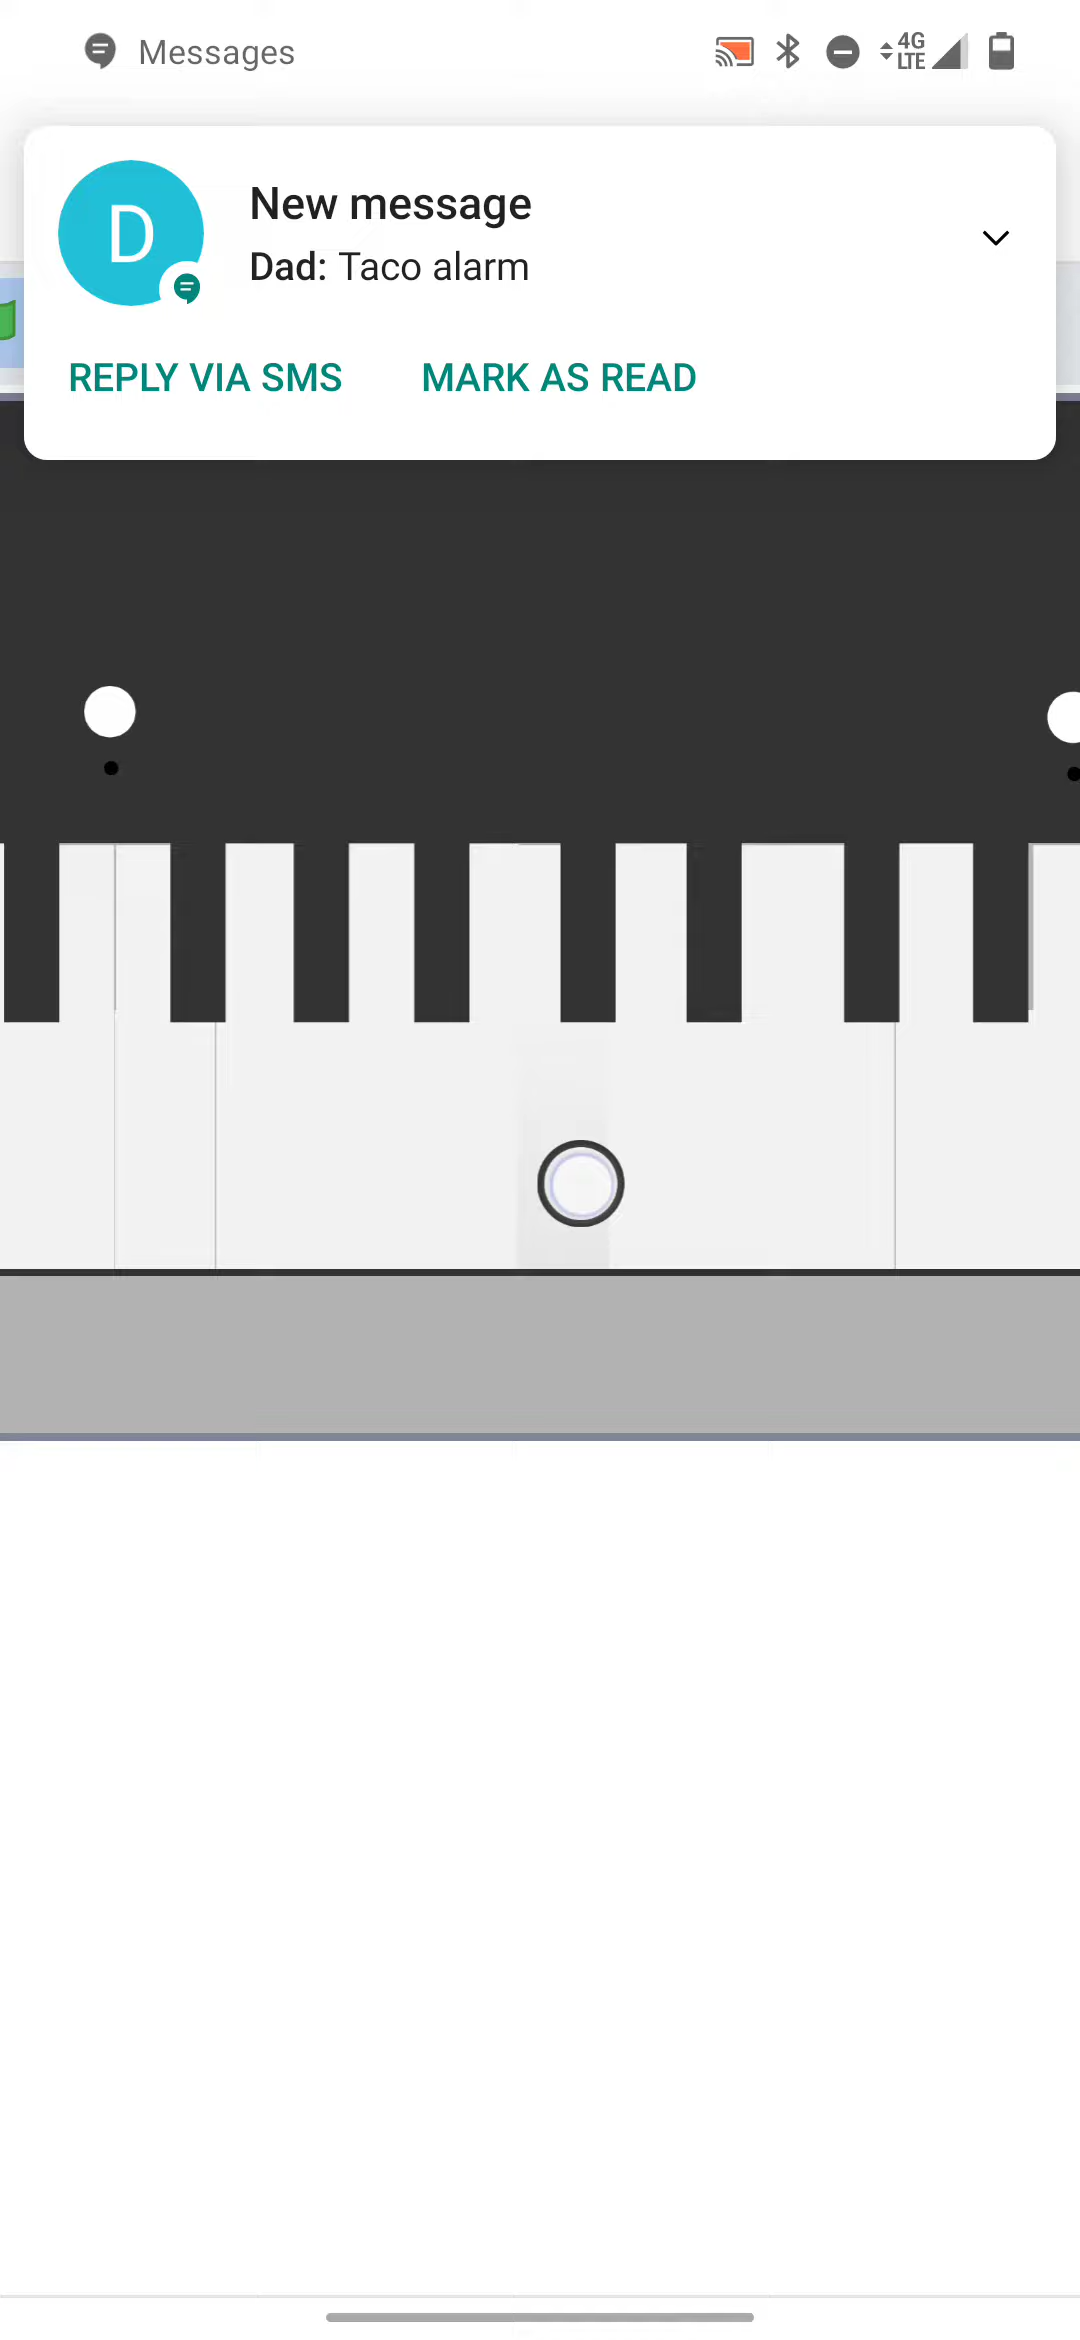 Messages
4G
LTE
D
New message
Dad: Taco alarm
REPLY VIA SMS MARK AS READ